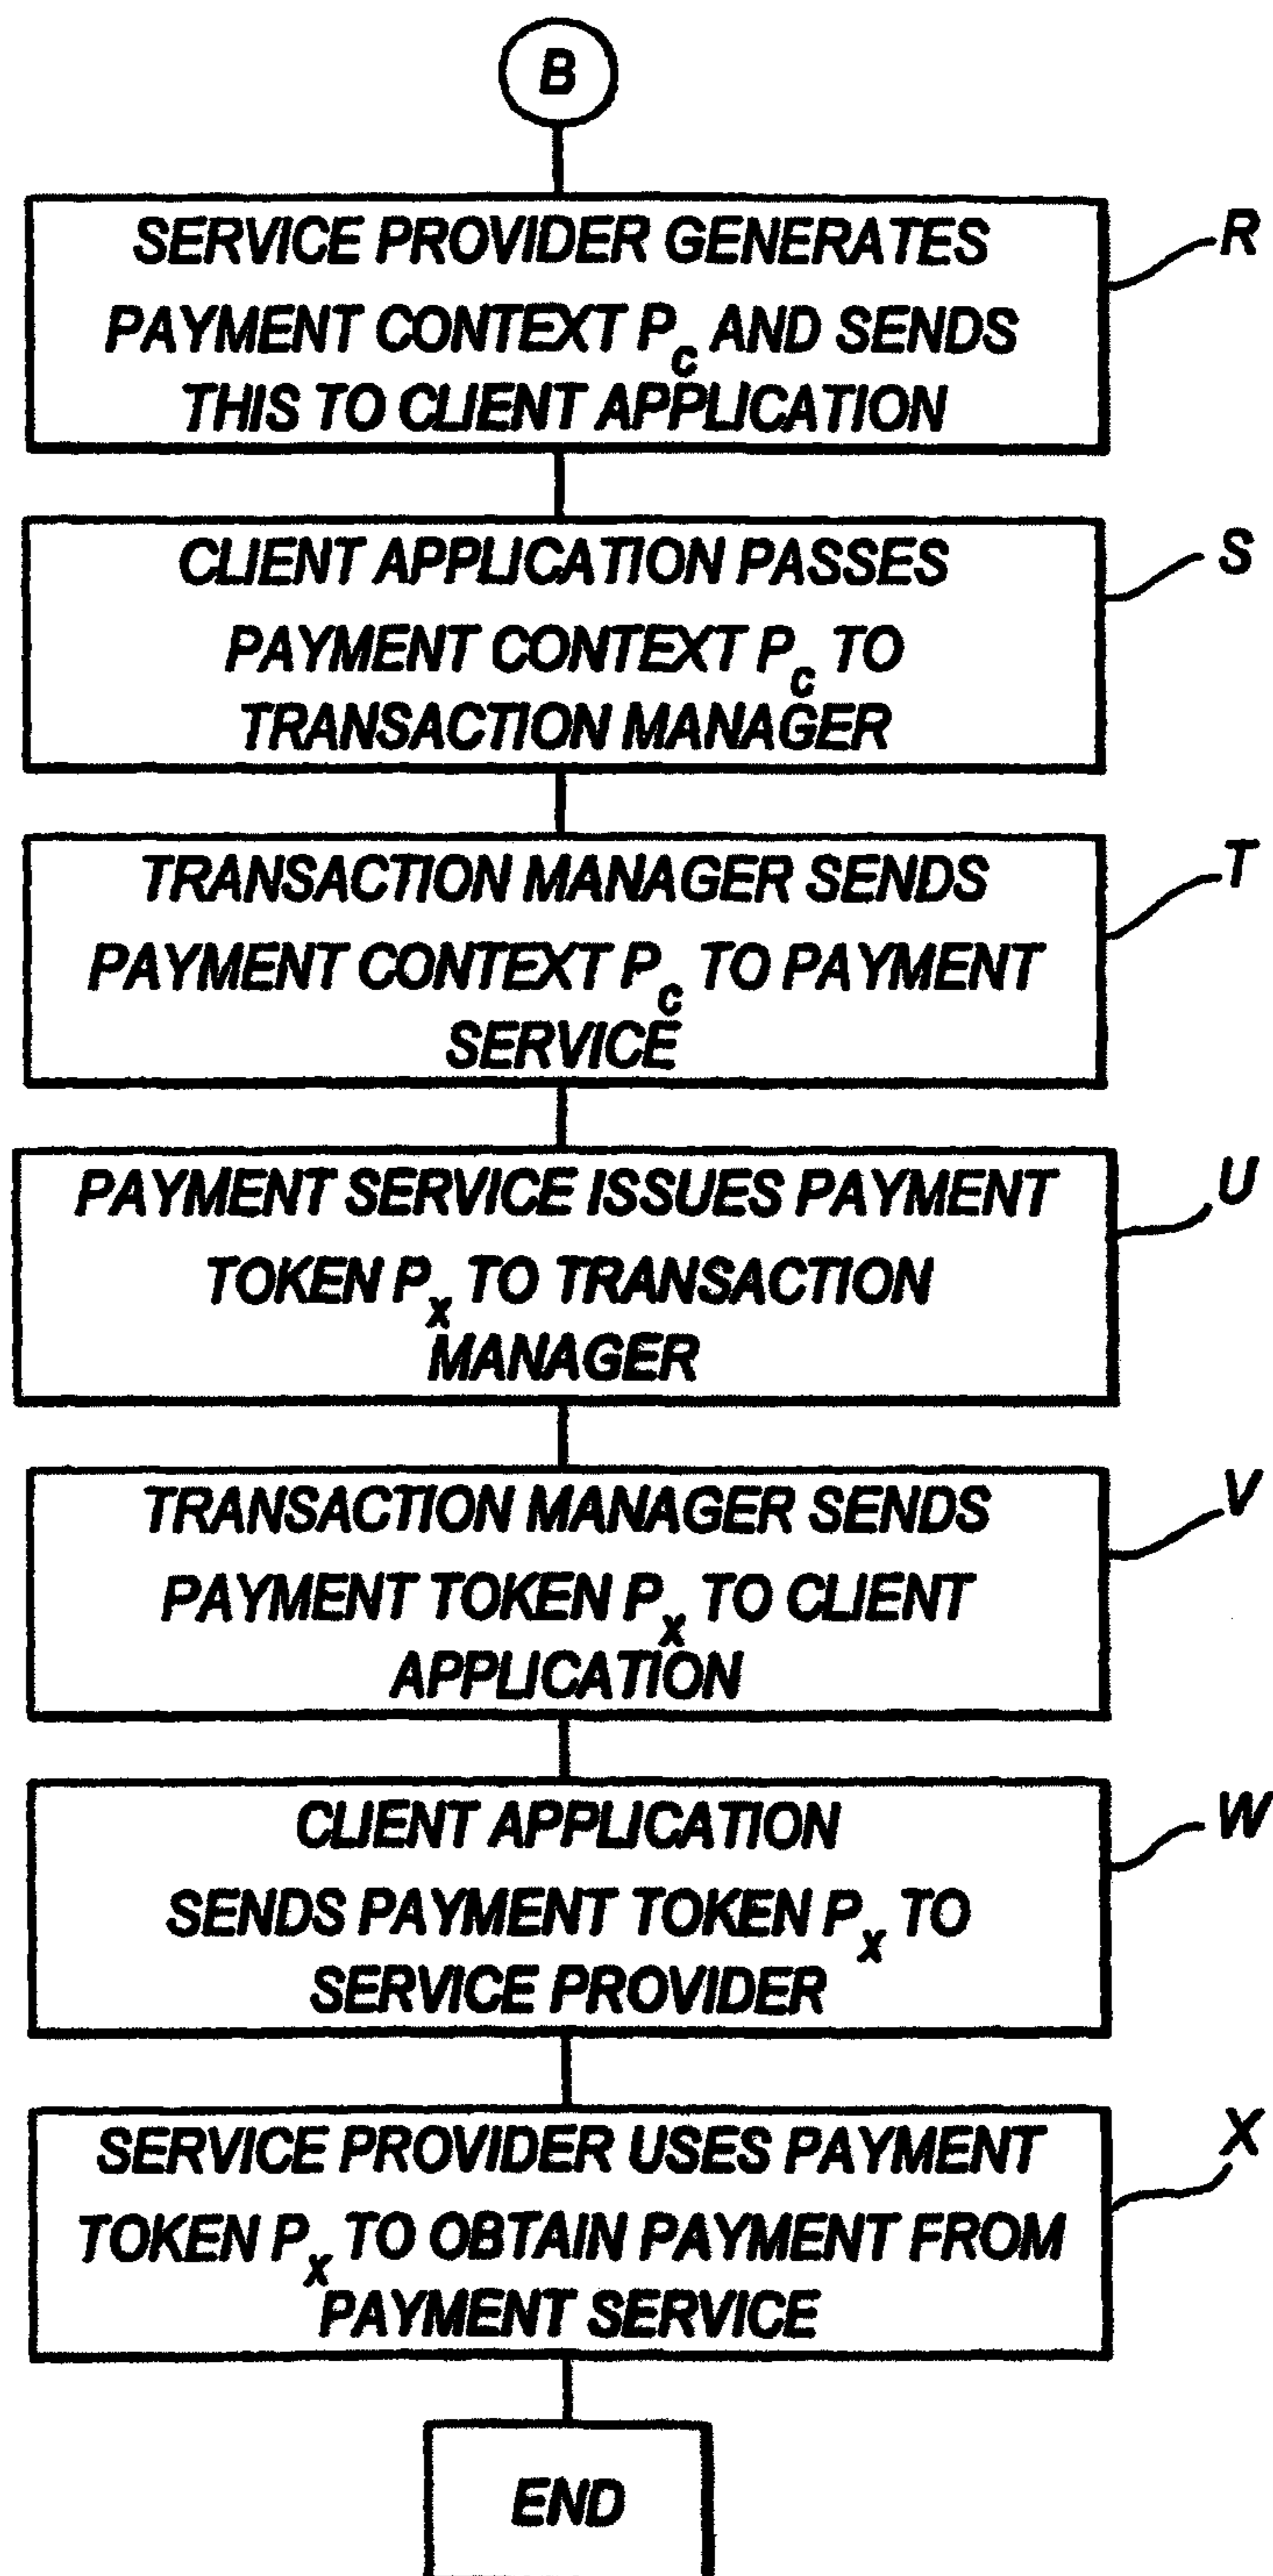 B
SERVICE PROVIDER GENERATES
PAYMENT CONTEXT Pc AND SENDS
THIS TO CLIENT APPLICATION
R
CLIENT APPLICATION PASSES
PAYMENT CONTEXT Pc TO
TRANSACTION MANAGER
S
TRANSACTION MANAGER SENDS
PAYMENT CONTEXT Pc TO PAYMENT
SERVICE
T
PAYMENT SERVICE ISSUES PAYMENT
TOKEN Px TO TRANSACTION
MANAGER
U
TRANSACTION MANAGER SENDS
PAYMENT TOKEN Px TO CLIENT
APPLICATION
V
CLIENT APPLICATION
SENDS PAYMENT TOKEN Px TO
SERVICE PROVIDER
W
SERVICE PROVIDER USES PAYMENT
TOKEN Px TO OBTAIN PAYMENT FROM
PAYMENT SERVICE
X
END